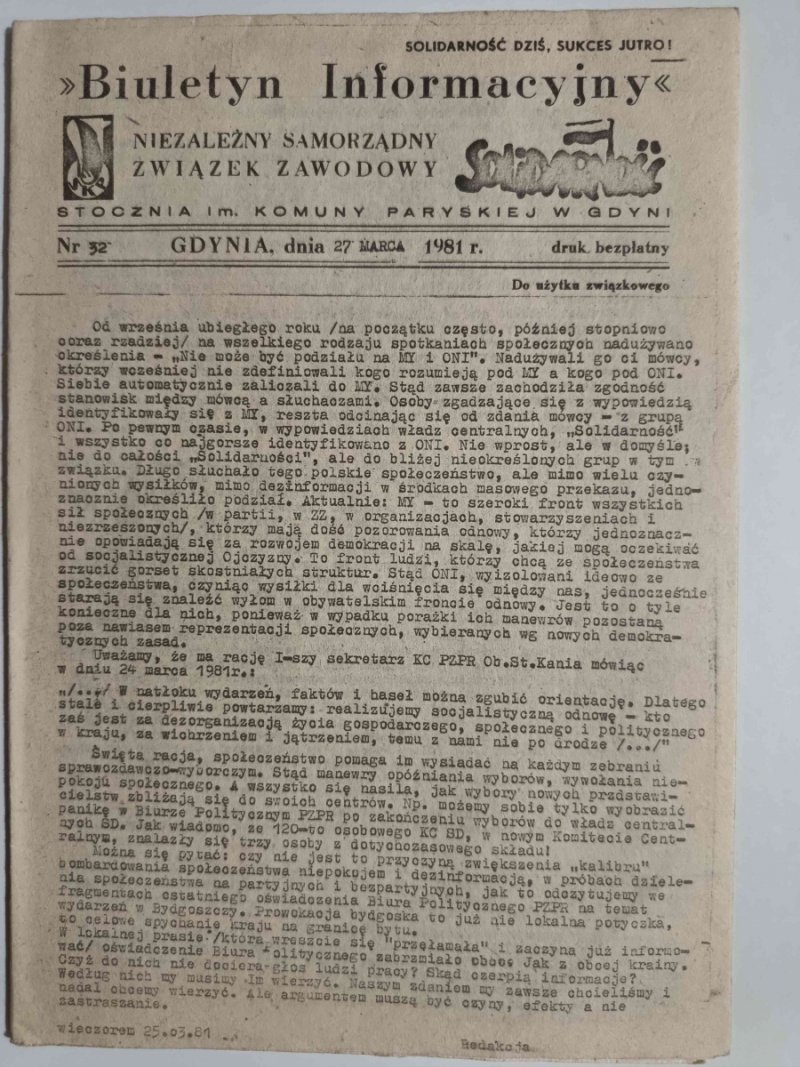 SOLIDARNOŚĆ DZIŚ, SUKCES JUTRO!
»Biuletyn Informacyjny«
NIEZALEŻNY SAMORZĄDNY
ZWIĄZEK ZAWODOWY
Solidarność
STOCZNIA im. KOMUNY PARYSKIEJ W GDYNI
Nr 32 GDYNIA, dnia 27 MARCA 1981 r. druk. bezpłatny
Do użytku związkowego
Od września ubiegłego roku /na początku często, później stopniowo
coraz rzadziej/ na wszelkiego rodzaju spotkaniach społecznych nadużywano
określenia - „Nie może być podziału na MY i ONI". Nadużywali go ci mówcy,
którzy wcześniej nie zdefiniowali kogo rozumieją pod MY a kogo pod ONI.
Siebie automatycznie zaliczali do MY. Stąd zawsze zachodziła zgodność
stanowisk między mówcą a słuchaczami. Osoby zgadzające się z wypowiedzią
identyfikowały się z MY, reszta odcinając się od zdania mówcy - z grupą
ONI. Po pewnym czasie, w wypowiedziach władz centralnych, „Solidarność"
i wszystko co najgorsze identyfikowano z ONI. Nie wprost, ale w domyśle;
nie do całości „Solidarności", ale do bliżej nieokreślonych grup w tym
związku. Długo słuchało tego polskie społeczeństwo, ale mimo wielu czy-
nionych wysiłków, mimo dezinformacji w środkach masowego przekazu, jedno-
znacznie określiło podział. Aktualnie: MY - to szeroki front wszystkich
sił społecznych /w partii, w ZZ, w organizacjach, stowarzyszeniach i
niezrzeszonych/, którzy mają dość pozorowania odnowy, którzy jednoznacz-
nie opowiadają się za rozwojem demokracji na skalę, jakiej mogą oczekiwać
od socjalistycznej Ojczyzny. To front ludzi, którzy chcą ze społeczeństwa
zrzucić gorset skostniałych struktur. Stąd ONI, wyizolowani ideowo ze
społeczeństwa, czyniąc wysiłki dla wciśnięcia się między nas, jednocześnie
starają się znaleźć wyłom w obywatelskim froncie odnowy. Jest to o tyle
konieczne dla nich, ponieważ w wypadku porażki ich manewrów pozostaną
poza nawiasem reprezentacji społecznych, wybieranych wg nowych demokra-
tycznych zasad.
Uważamy, że ma rację I-szy sekretarz KC PZPR Ob.St.Kania mówiąc
w dniu 24 marca 1981r.:
„/.../ W natłoku wydarzeń, faktów i haseł można zgubić orientację. Dlatego
stale i cierpliwie powtarzamy: realizujemy socjalistyczną odnowę - kto
zaś jest za dezorganizacją życia gospodarczego, społecznego i politycznego
w kraju, za wichrzeniem i jątrzeniem, temu z nami nie po drodze /.../"
Święta racja, społeczeństwo pomaga im wysiadać na każdym zebraniu
sprawozdawczo-wyborczym. Stąd manewry opóźniania wyborów, wywołania nie-
pokoju społecznego. A wszystko się nasila, jak wybory nowych przdstawi-
cielstw zbliżają się do swoich centrów. Np. możemy sobie tylko wyobrazić
panikę w Biurze Politycznym PZPR po zakończeniu wyborów do władz central-
nych SD. Jak wiadomo, ze 120-to osobowego KC SD, w nowym Komitecie Cent-
ralnym, znalazły się trzy osoby z dotychczasowego składu!
Można się pytać: czy nie jest to przyczyną zwiększenia „kalibru"
bombardowania społeczeństwa niepokojem i dezinformacją, w próbach dziele-
nia społeczeństwa na partyjnych i bezpartyjnych, jak to odczytujemy we
fragmentach ostatniego oświadczenia Biura Politycznego PZPR na temat
wydarzeń w Bydgoszczy. Prowokacja bydgoska to już nie lokalna potyczka,
to celowe spychanie kraju na granicę bytu.
W lokalnej prasie /która wreszcie się "przełamała" i zaczyna już informo-
wać/ oświadczenie Biura Politycznego zabrzmiało obco. Jak z obcej krainy.
Czyż do nich nie dociera głos ludzi pracy? Skąd czerpią informacje?
Według nich my musimy Im wierzyć. Naszym zdaniem my zawsze chcieliśmy i
nadal chcemy wierzyć. Ale argumentem muszą być czyny, efekty a nie
zastraszanie.
wieczorem 25.03.81
Redakcja